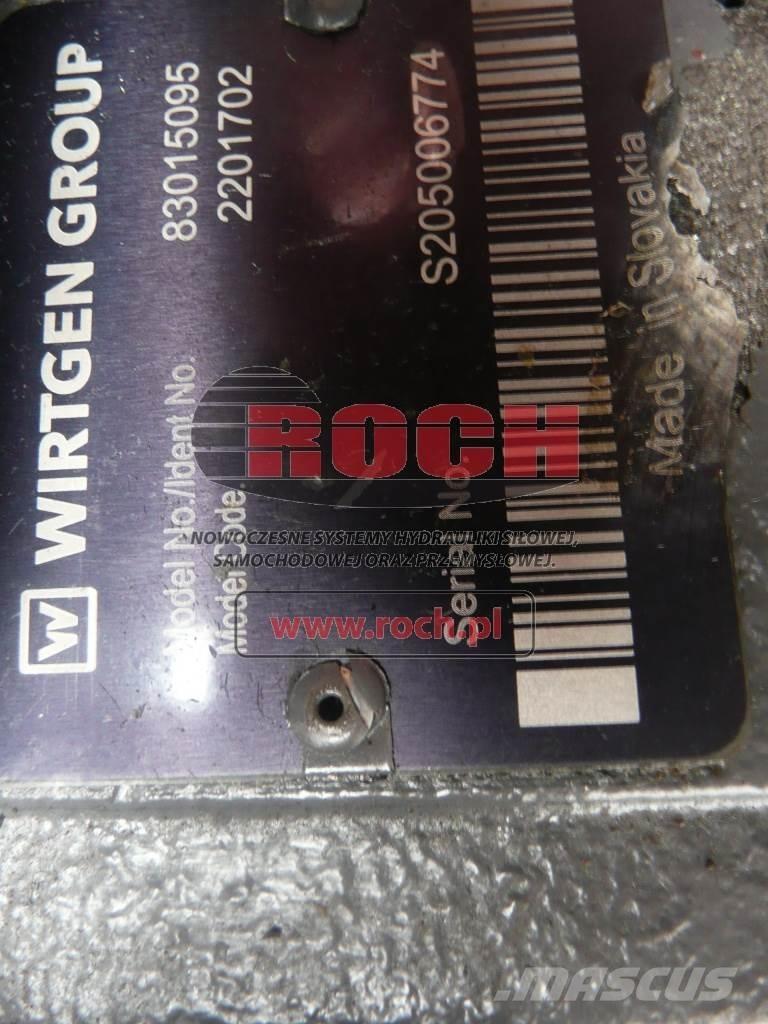 W WIRTGEN GROUP
Model No./Ident No. 83015095
Model Code. 2201702
Serial No. S205006774
Made in Slovakia
ROCH
NOWOCZESNE SYSTEMY HYDRAULIKI SIŁOWEJ,
SAMOCHODOWEJ ORAZ PRZEMYSŁOWEJ.
www.roch.pl
MASCUS